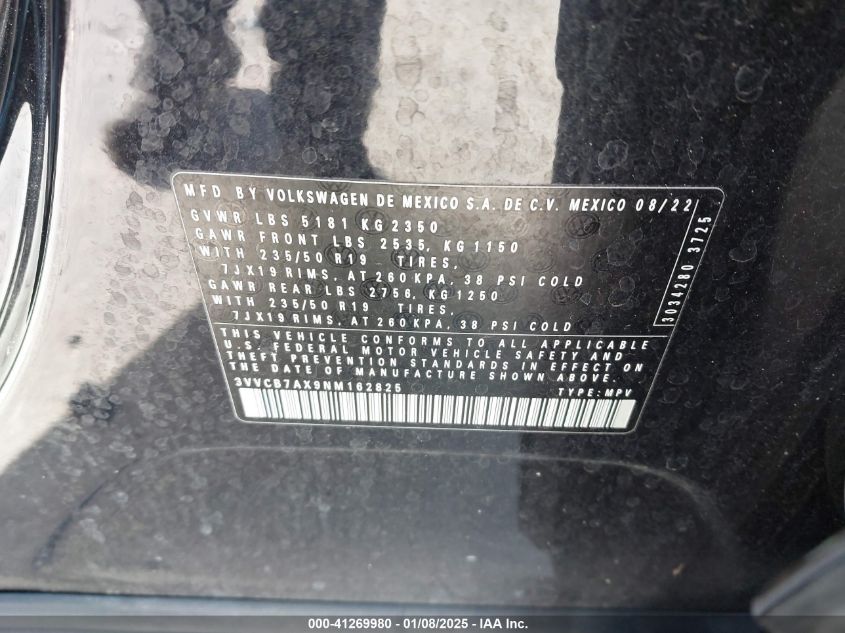 MFD BY VOLKSWAGEN DE MEXICO S.A. DE C.V. MEXICO 08/22
GVWR LBS 5181 KG 2350
GAWR FRONT LBS 2535, KG 1150
WITH 235/50 R19 TIRES,
7JX19 RIMS, AT 260 KPA, 38 PSI COLD
GAWR REAR LBS 2756, KG 1250
WITH 235/50 R19 TIRES,
7JX19 RIMS, AT 260 KPA, 38 PSI COLD
THIS VEHICLE CONFORMS TO ALL APPLICABLE
U.S. FEDERAL MOTOR VEHICLE SAFETY AND
THEFT PREVENTION STANDARDS IN EFFECT ON
THE DATE OF MANUFACTURE SHOWN ABOVE.
3VVCB7AX9NM162825
TYPE:MPV
3034280 3725
000-41269980 - 01/08/2025 - IAA Inc.